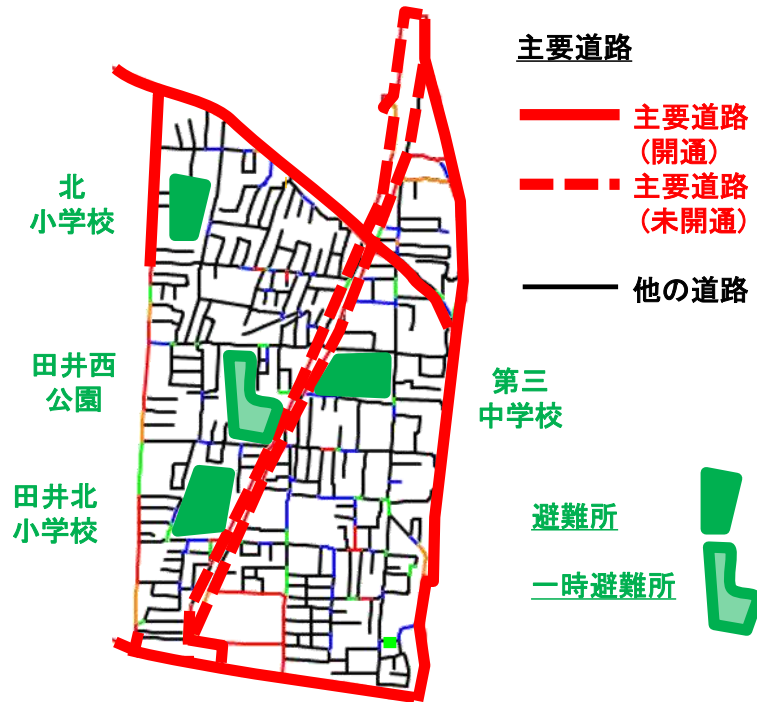 主要道路
主要道路
(開通)
主要道路
(未開通)
他の道路
北
小学校
田井西
公園
田井北
小学校
第三
中学校
避難所
一時避難所